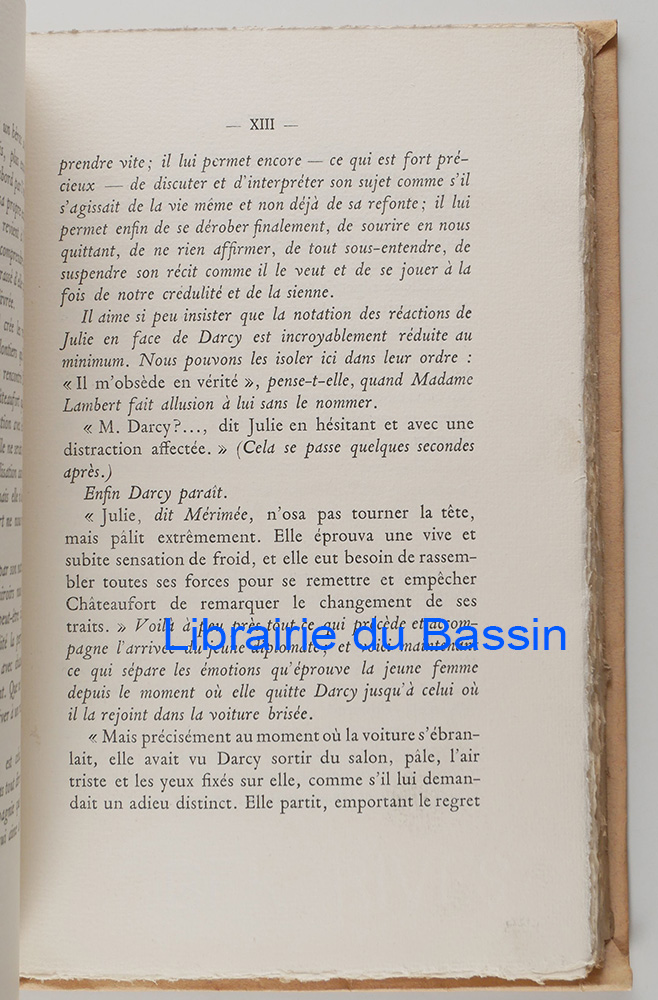 — XIII —
prendre vite ; il lui permet encore — ce qui est fort pré-
cieux — de discuter et d'interpréter son sujet comme s'il
s'agissait de la vie même et non déjà de sa refonte ; il lui
permet enfin de se dérober finalement, de sourire en nous
quittant, de ne rien affirmer, de tout sous-entendre, de
suspendre son récit comme il le veut et de se jouer à la
fois de notre crédulité et de la sienne.
Il aime si peu insister que la notation des réactions de
Julie en face de Darcy est incroyablement réduite au
minimum. Nous pouvons les isoler ici dans leur ordre :
« Il m'obsède en vérité », pense-t-elle, quand Madame
Lambert fait allusion à lui sans le nommer.
« M. Darcy?..., dit Julie en hésitant et avec une
distraction affectée. » (Cela se passe quelques secondes
après.)
Enfin Darcy paraît.
« Julie, dit Mérimée, n'osa pas tourner la tête,
mais pâlit extrêmement. Elle éprouva une vive et
subite sensation de froid, et elle eut besoin de rassem-
bler toutes ses forces pour se remettre et empêcher
Châteaufort de remarquer le changement de ses
traits. » Voilà à peu près tout ce qui précède et accom-
pagne l'arrivée du jeune diplomate ; et voici maintenant
Librairie du Bassin
ce qui sépare les émotions qu'éprouve la jeune femme
depuis le moment où elle quitte Darcy jusqu'à celui où
il la rejoint dans la voiture brisée.
« Mais précisément au moment où la voiture s'ébran-
lait, elle avait vu Darcy sortir du salon, pâle, l'air
triste et les yeux fixés sur elle, comme s'il lui deman-
dait un adieu distinct. Elle partit, emportant le regret